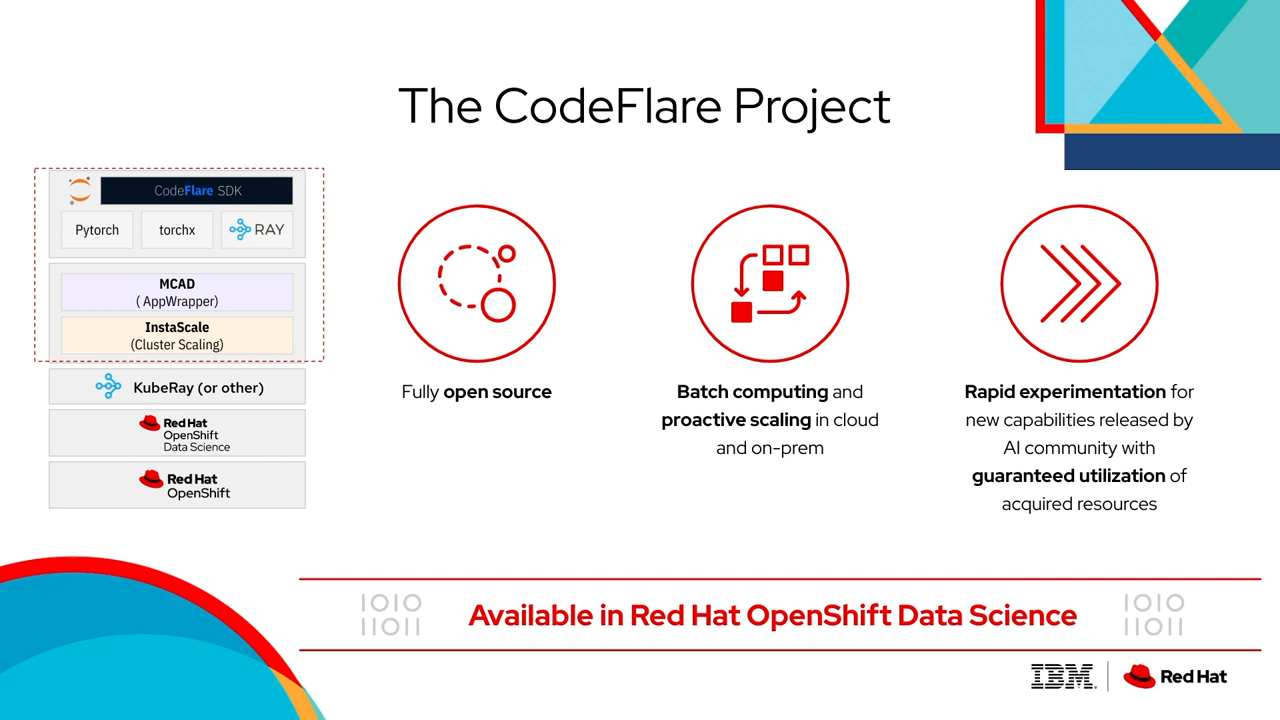 The CodeFlare Project
CodeFlare SDK
Pytorch
torchx
RAY
MCAD
( AppWrapper)
InstaScale
(Cluster Scaling)
KubeRay (or other)
Red Hat
OpenShift
Data Science
Red Hat
OpenShift
Fully open source
Batch computing and
proactive scaling in cloud
and on-prem
Rapid experimentation for
new capabilities released by
AI community with
guaranteed utilization of
acquired resources
1010
11011
Available in Red Hat OpenShift Data Science
1010
11011
IBM
Red Hat